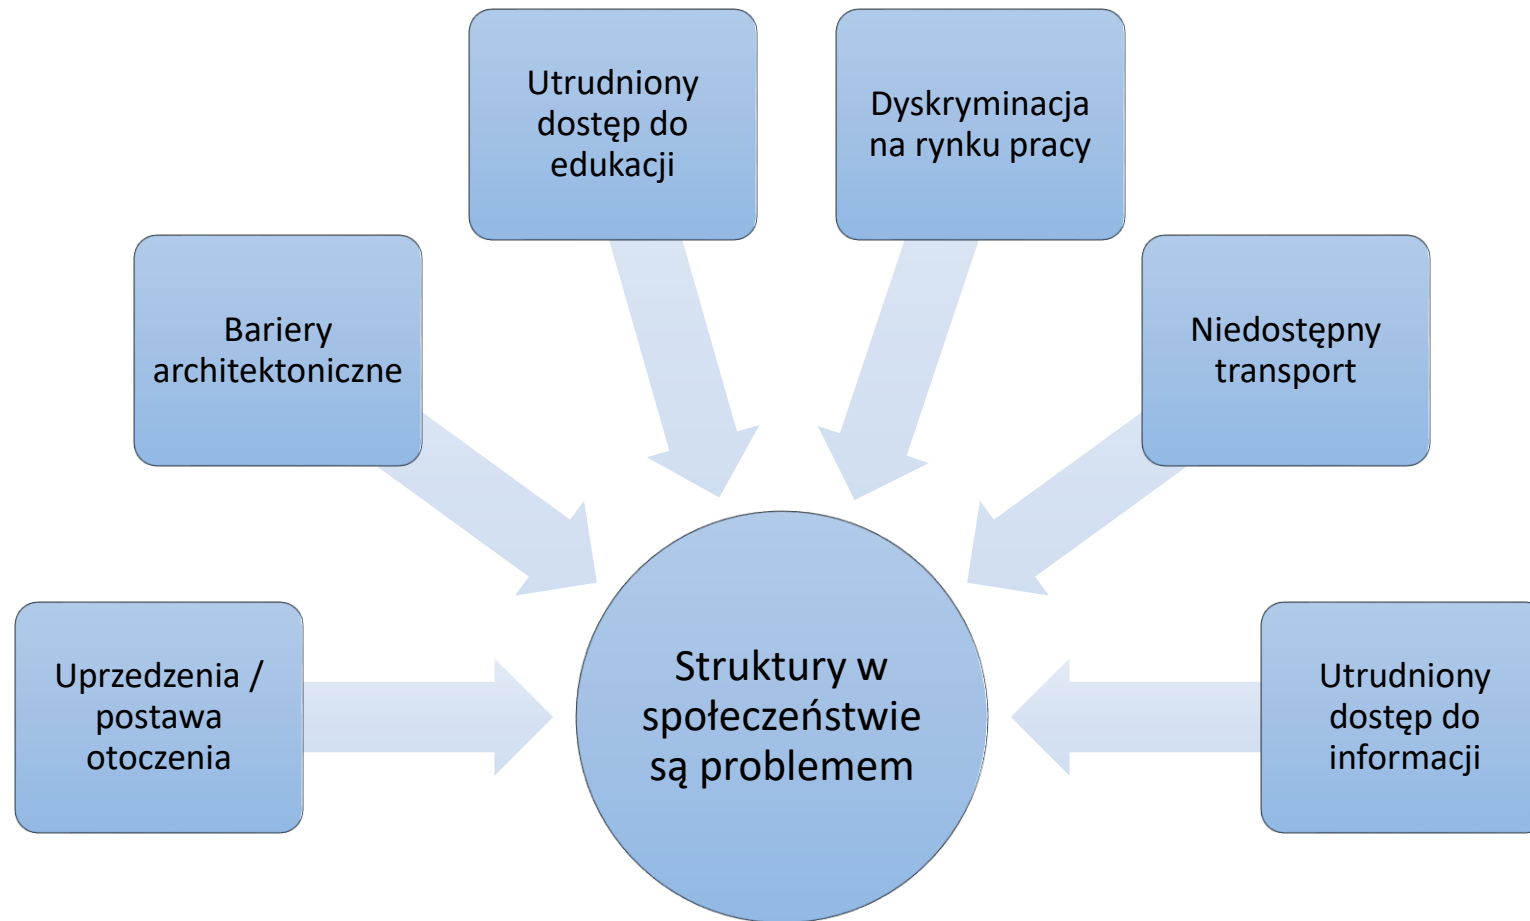 Utrudniony
dostęp do
edukacji
Dyskryminacja
na rynku pracy
Bariery
architektoniczne
Niedostępny
transport
Uprzedzenia /
postawa
otoczenia
Struktury w
społeczeństwie
są problemem
Utrudniony
dostęp do
informacji